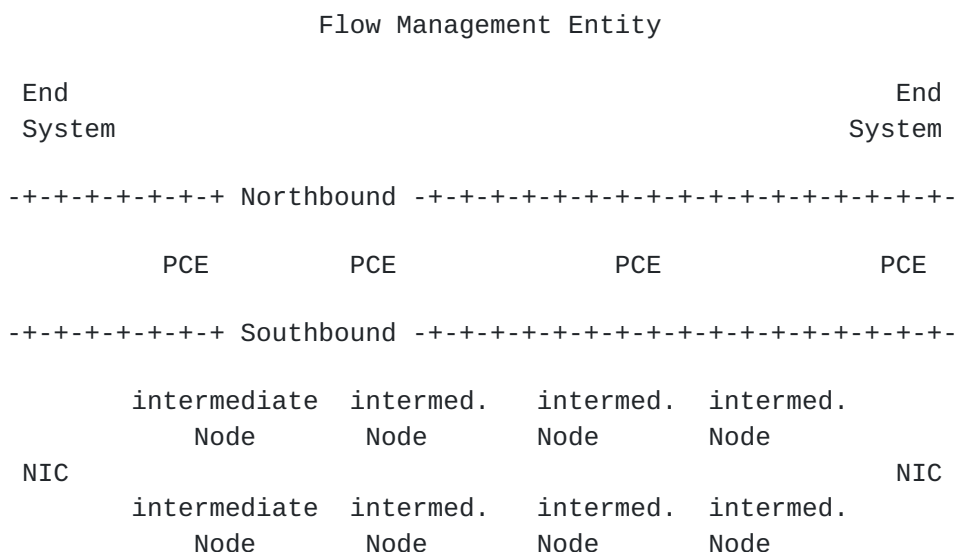 Flow Management Entity
End End
System System
-+-+-+-+-+-+-+ Northbound -+-+-+-+-+-+-+-+-+-+-+-+-+-+-+-+-+-
PCE PCE PCE PCE
-+-+-+-+-+-+-+ Southbound -+-+-+-+-+-+-+-+-+-+-+-+-+-+-+-+-+-
intermediate intermed. intermed. intermed.
Node Node Node Node
NIC NIC
intermediate intermed. intermed. intermed.
Node Node Node Node